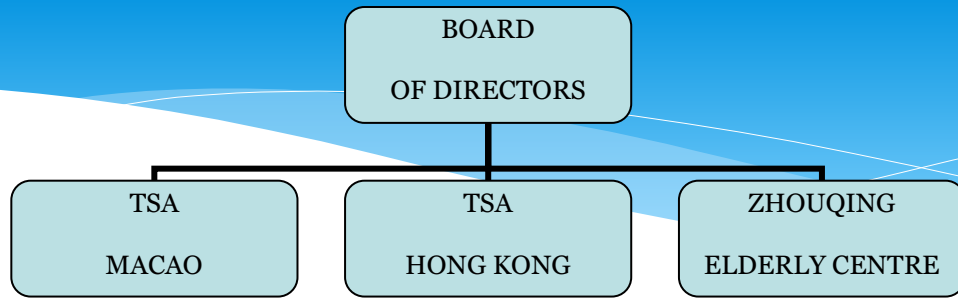 BOARD
OF DIRECTORS
TSA
MACAO
TSA
HONG KONG
ZHOUQING
ELDERLY CENTRE